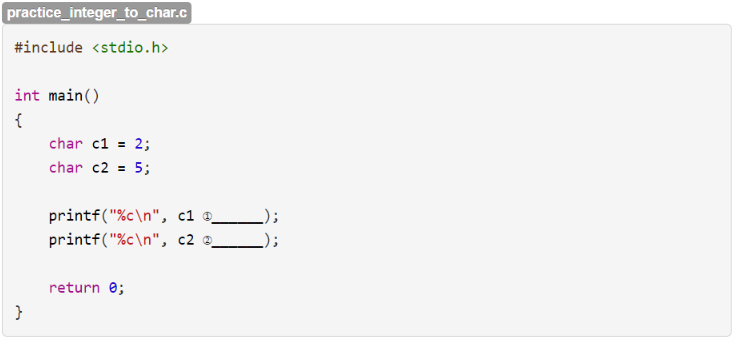 practice_integer_to_char.c
#include <stdio.h>
int main()
{
    char c1 = 2;
    char c2 = 5;
    printf("%c\n", c1 ①______);
    printf("%c\n", c2 ②______);
    return 0;
}